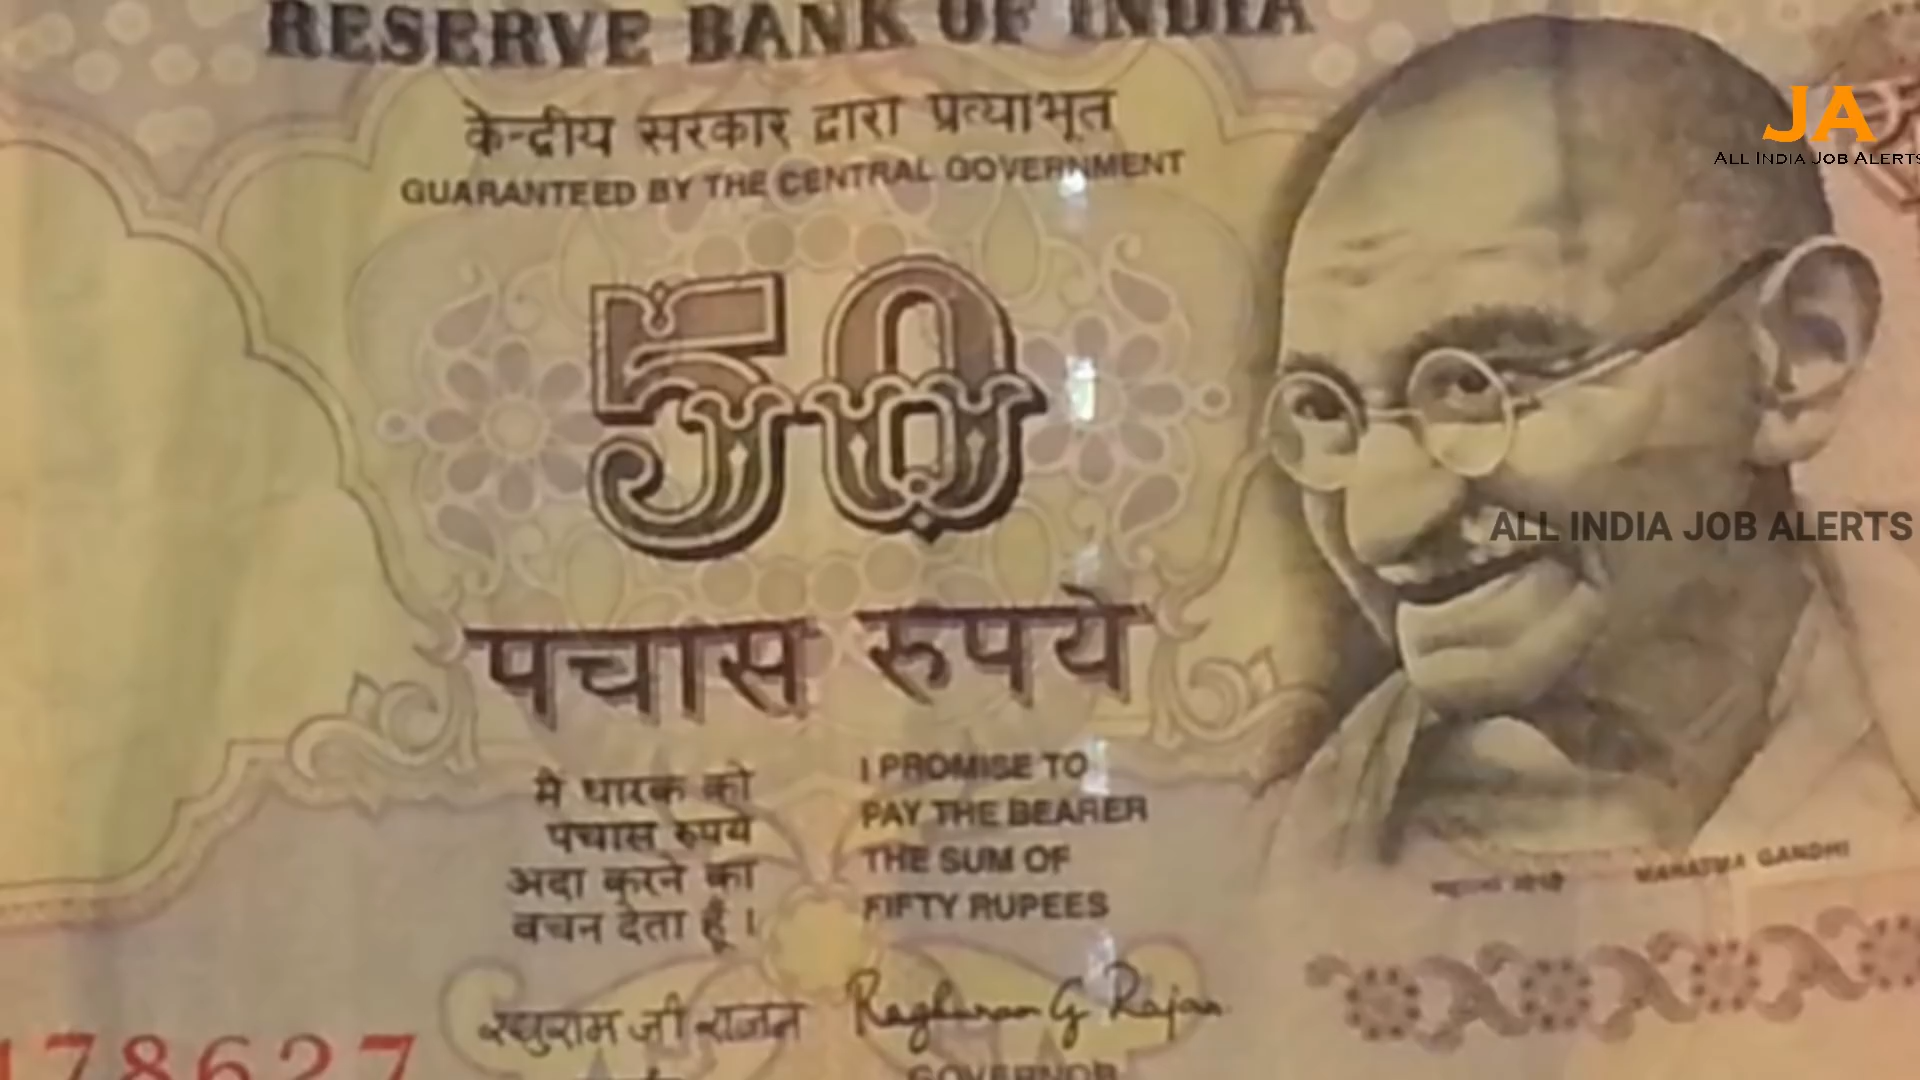 RESERVE BANK OF INDIA
केन्द्रीय सरकार द्वारा प्रत्याभूत
GUARANTEED BY THE CENTRAL GOVERNMENT
JA
ALL INDIA JOB ALERTS
50
ALL INDIA JOB ALERTS
पचास रुपये
मैं धारक को
पचास रुपये
अदा करने का
वचन देता हूँ।
I PROMISE TO
PAY THE BEARER
THE SUM OF
FIFTY RUPEES
महात्मा गांधी
MAHATMA GANDHI
रघुराम जी राजन
Raghuram G Rajan
GOVERNOR
178627